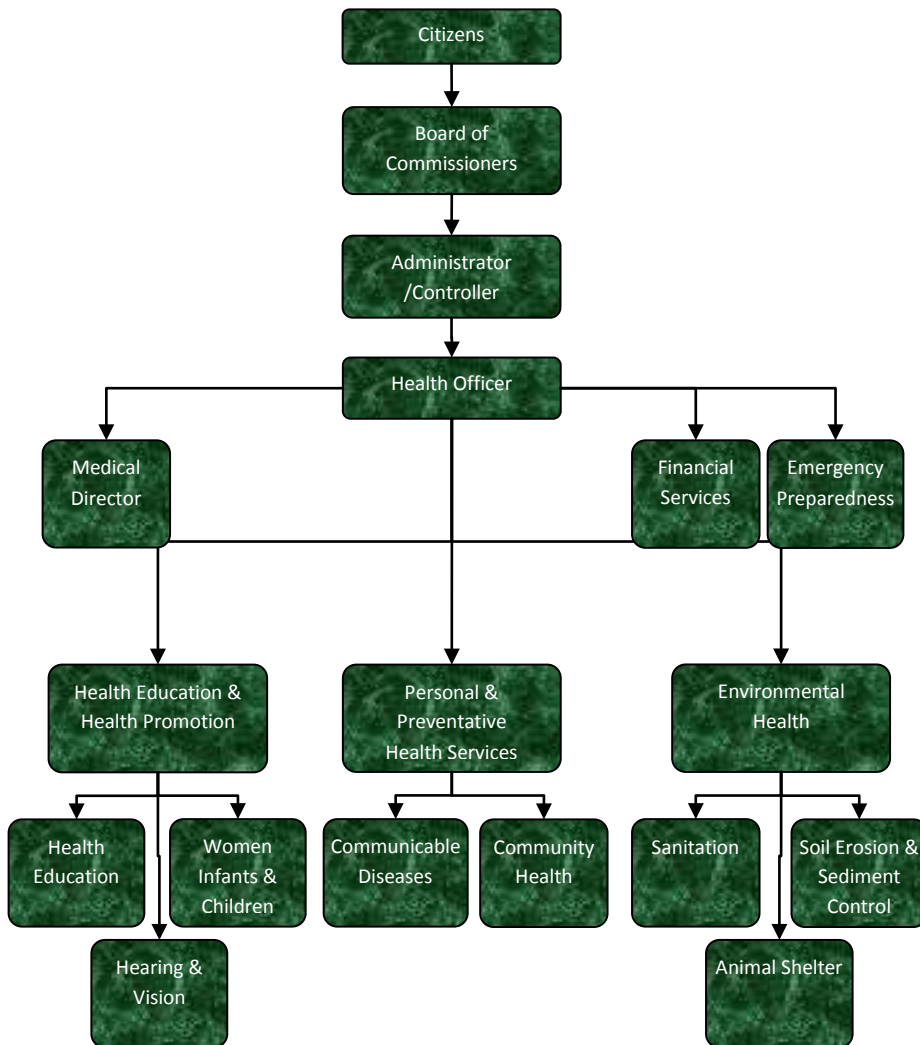 Citizens
Board of
Commissioners
Administrator
/Controller
Health Officer
Medical
Director
Financial
Services
Emergency
Preparedness
Health Education &
Health Promotion
Personal &
Preventative
Health Services
Environmental
Health
Health
Education
Women
Infants &
Children
Communicable
Diseases
Community
Health
Sanitation
Soil Erosion &
Sediment
Control
Hearing &
Vision
Animal Shelter